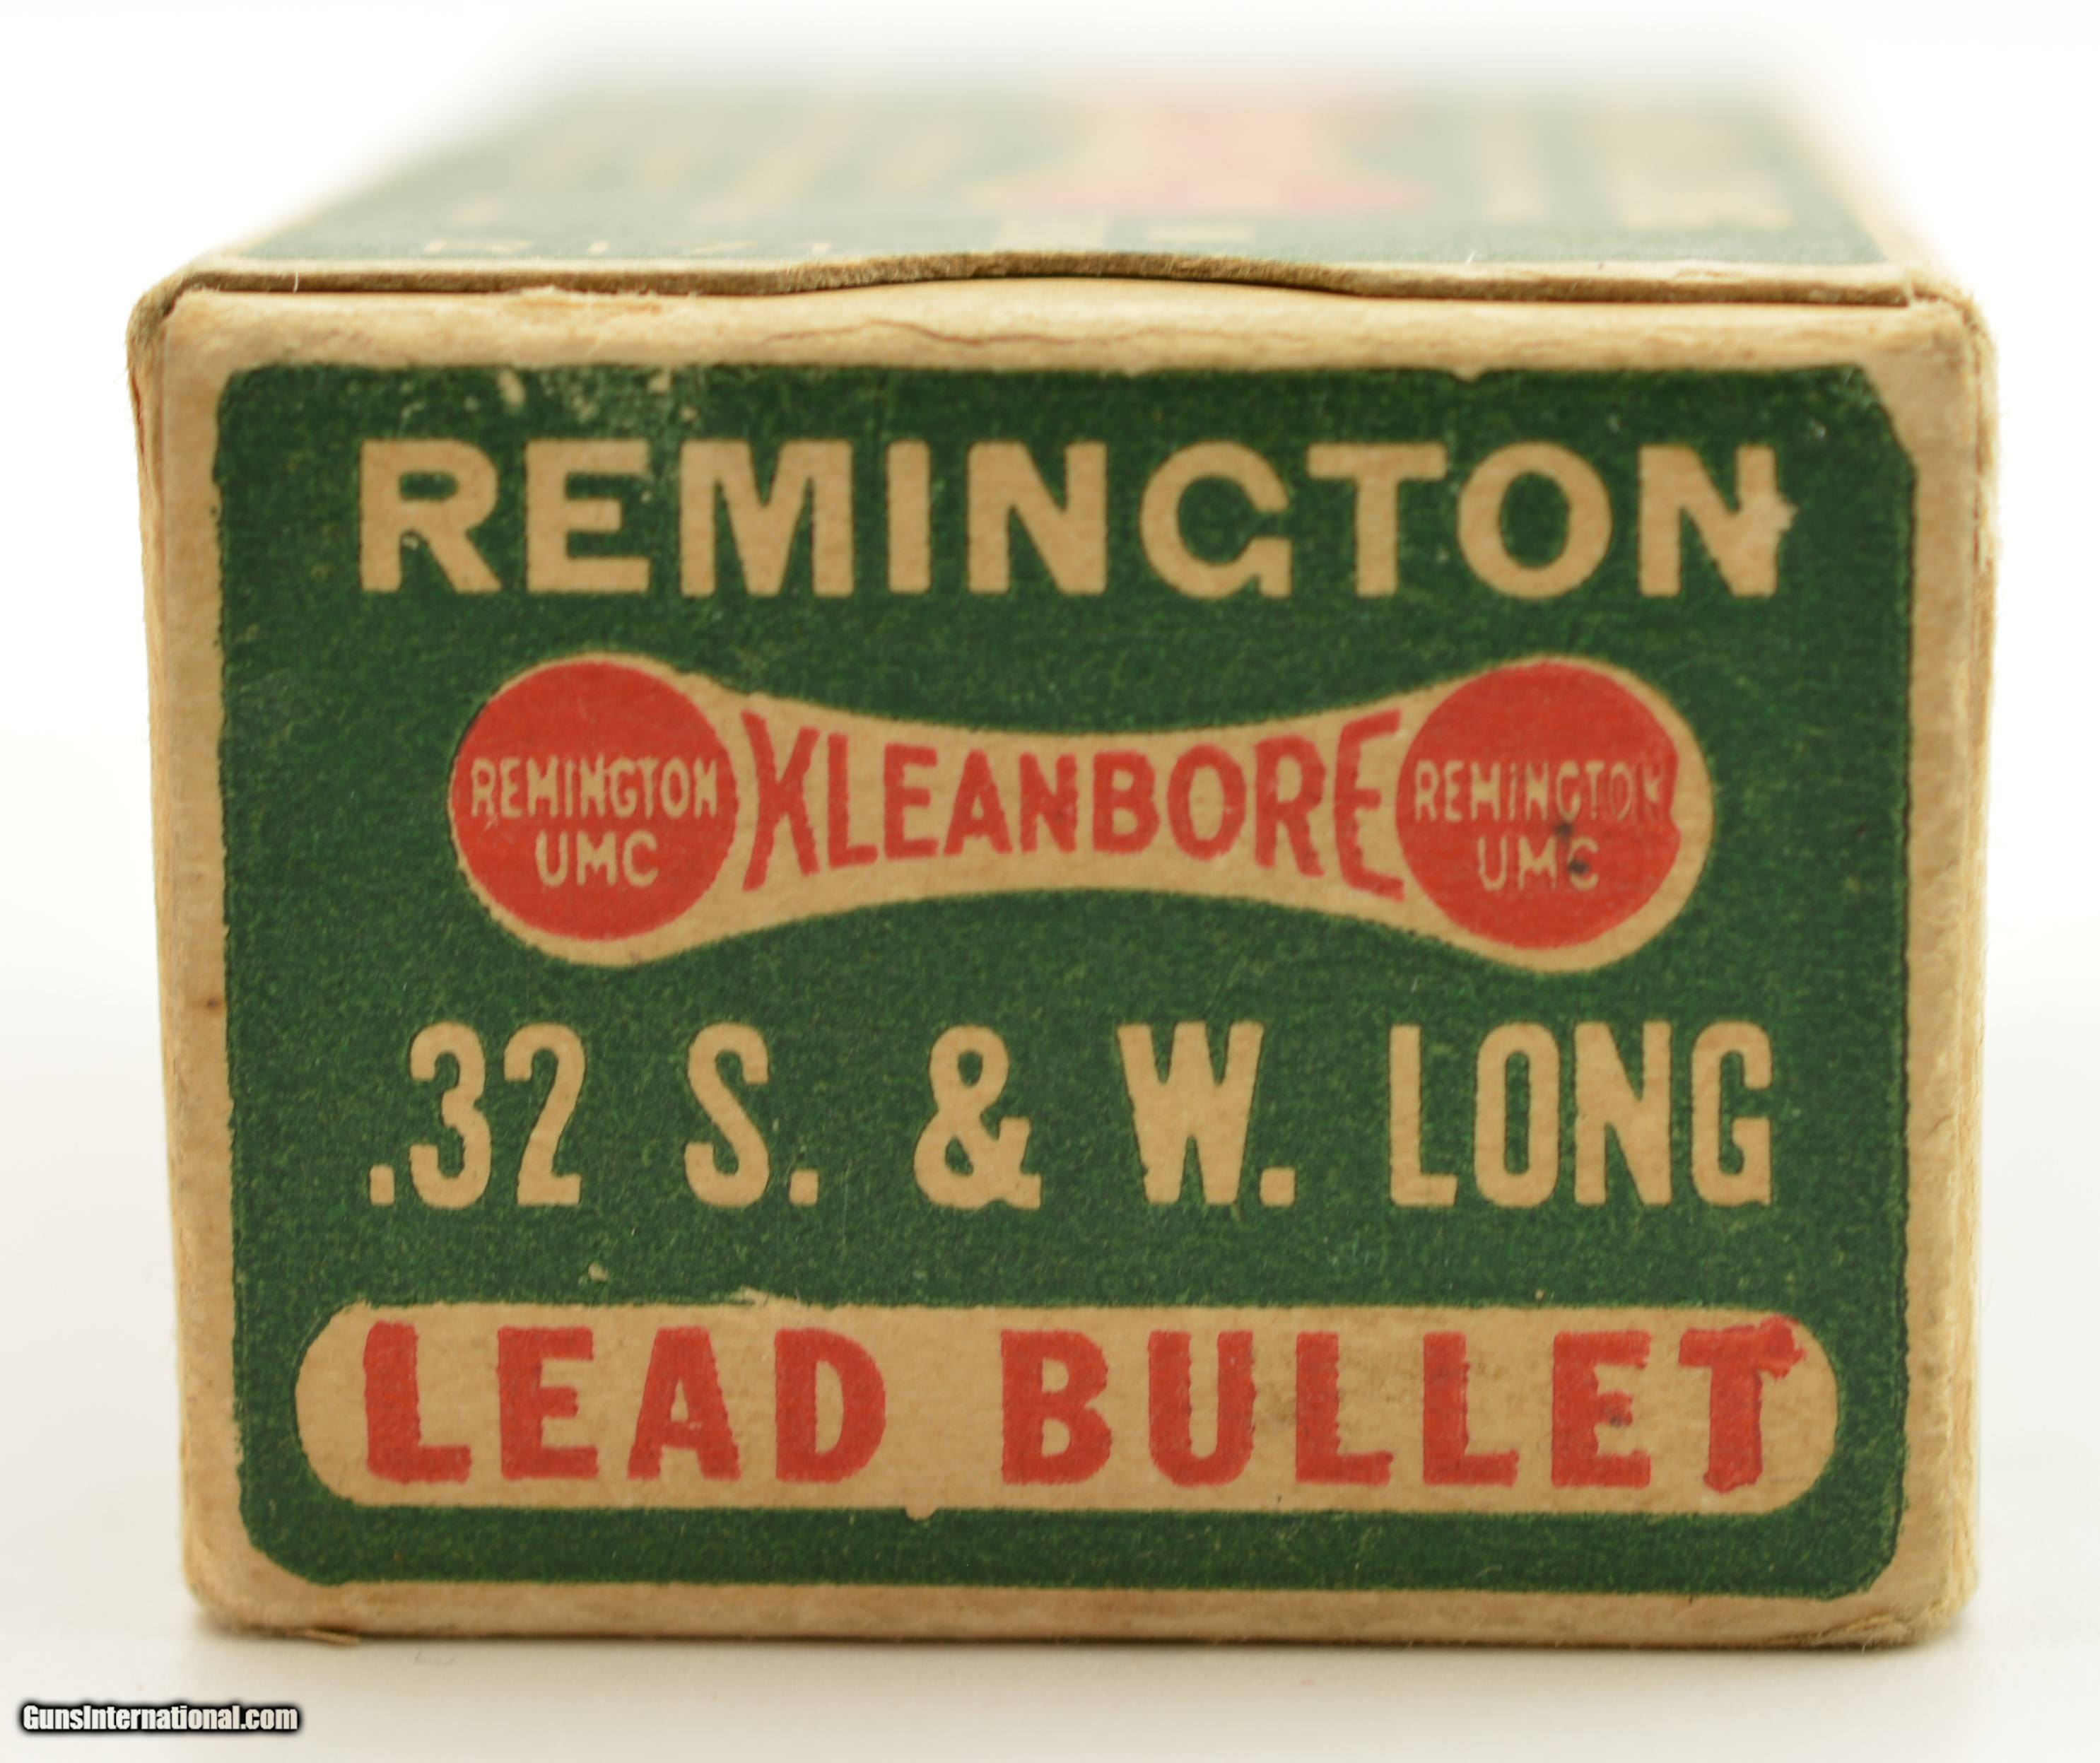 REMINGTON
REMINGTON
UMC
KLEANBORE
REMINGTON
UMC
.32 S. & W. LONG
LEAD BULLET
GunsInternational.com